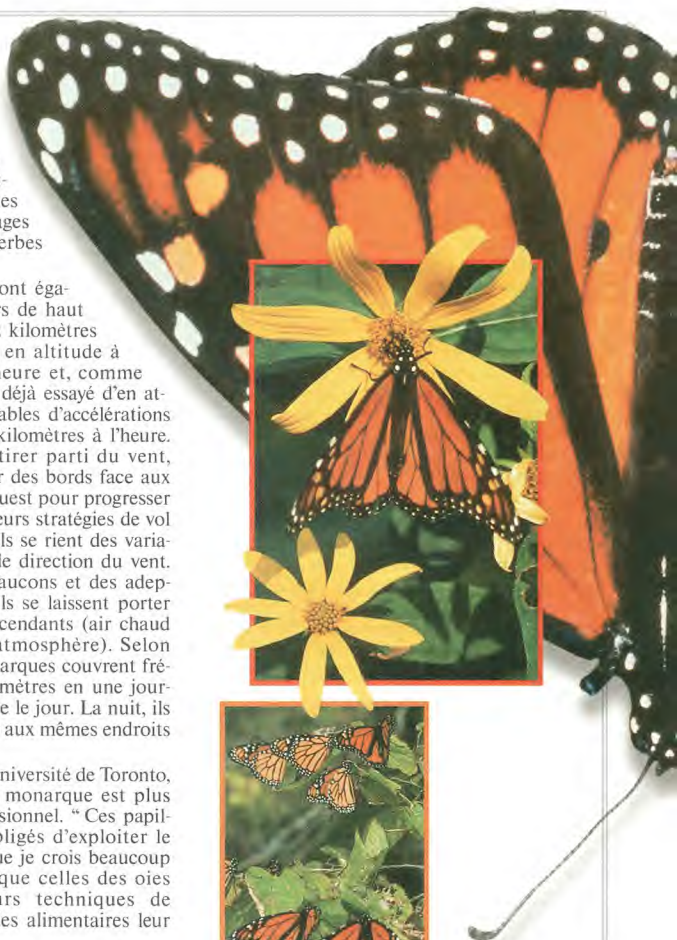 es
ges
erbes
ont éga-
rs de haut
kilomètres
en altitude à
eure et, comme
déjà essayé d'en at-
ables d'accélérations
kilomètres à l'heure.
tirer parti du vent,
r des bords face aux
uest pour progresser
eurs stratégies de vol
ls se rient des varia-
de direction du vent.
aucons et des adep-
ls se laissent porter
cendants (air chaud
atmosphère). Selon
arques couvrent fré-
mètres en une jour-
e le jour. La nuit, ils
aux mêmes endroits
niversité de Toronto,
monarque est plus
sionnel. “ Ces papil-
bligés d'exploiter le
ue je crois beaucoup
que celles des oies
urs techniques de
es alimentaires leur